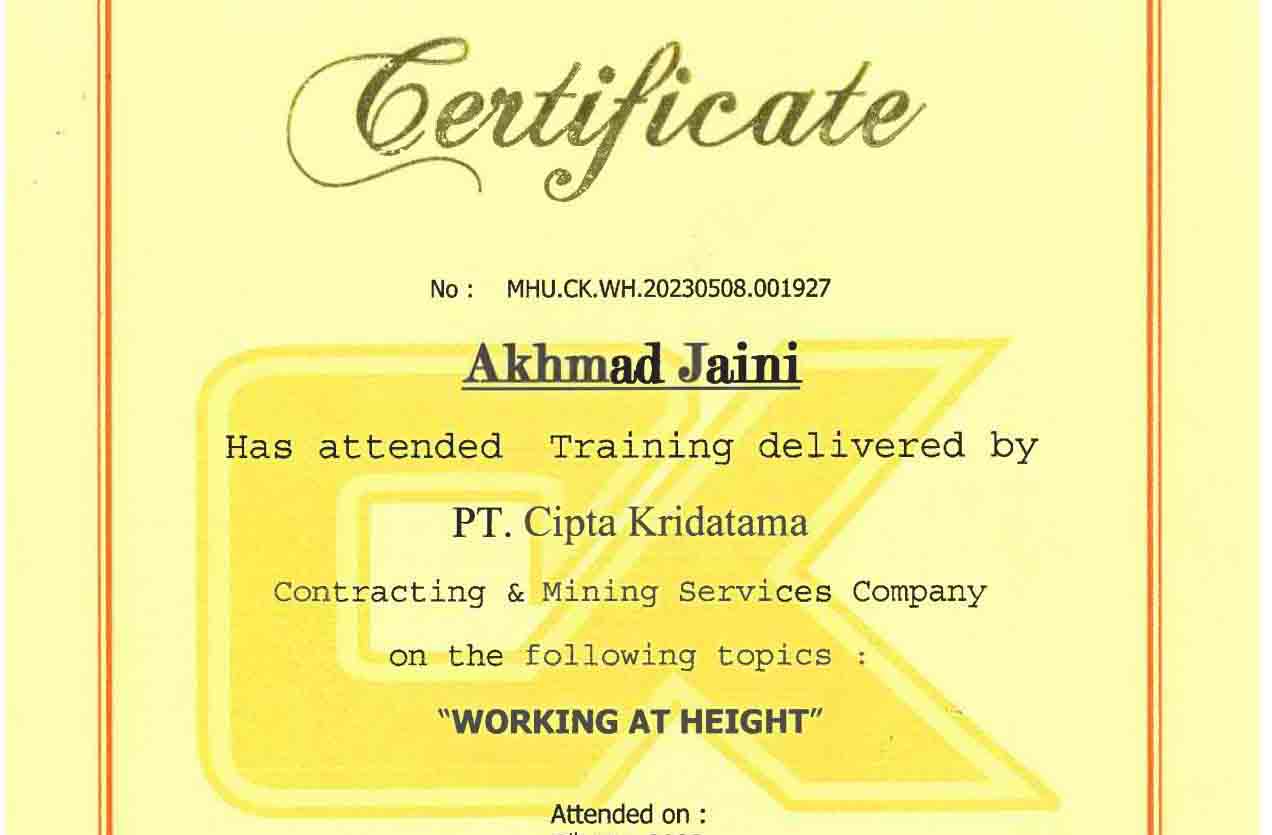 Certificate
No : MHU.CK.WH.20230508.001927
Akhmad Jaini
Has attended Training delivered by
PT. Cipta Kridatama
Contracting & Mining Services Company
on the following topics :
“WORKING AT HEIGHT”
Attended on :